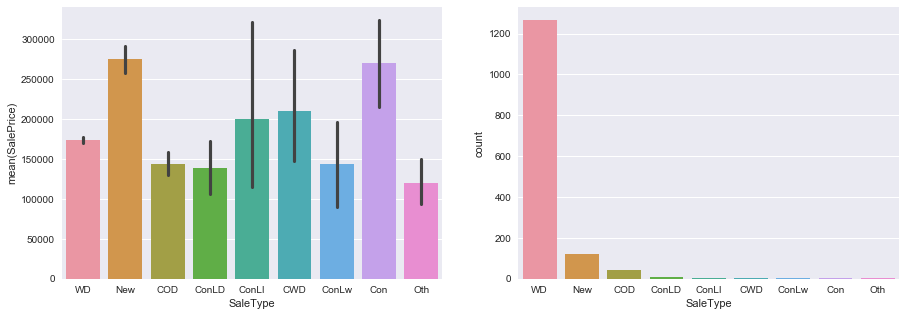 300000
250000
200000
150000
100000
50000
0
mean(SalePrice)
WD New COD ConLD ConLI CWD ConLw Con Oth
SaleType
1200
1000
800
600
400
200
0
count
WD New COD ConLD ConLI CWD ConLw Con Oth
SaleType